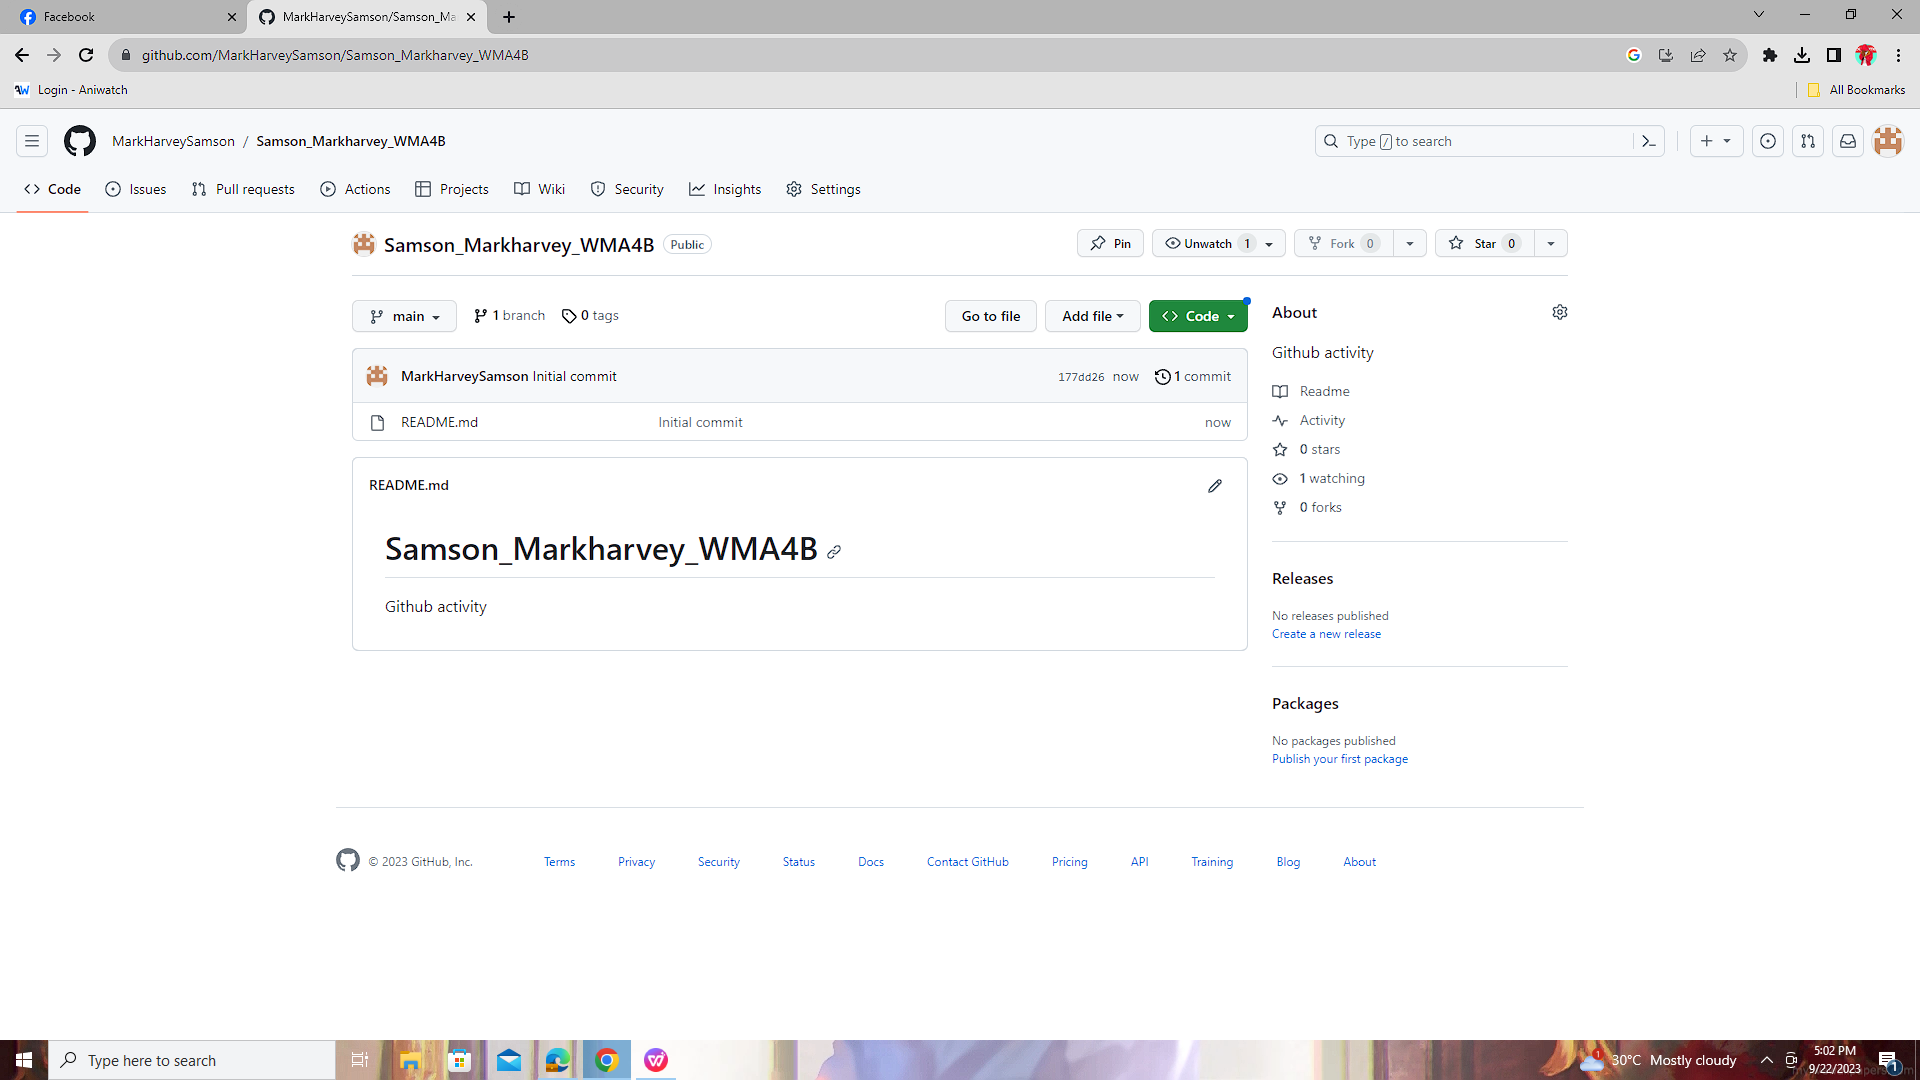 Facebook
MarkHarveySamson/Samson_Ma
github.com/MarkHarveySamson/Samson_Markharvey_WMA4B
Login - Aniwatch
All Bookmarks
MarkHarveySamson / Samson_Markharvey_WMA4B
Type / to search
Code Issues Pull requests Actions Projects Wiki Security Insights Settings
Samson_Markharvey_WMA4B Public
Pin Unwatch 1 Fork 0 Star 0
main 1 branch 0 tags Go to file Add file Code
MarkHarveySamson Initial commit 177dd26 now 1 commit
README.md Initial commit now
README.md
Samson_Markharvey_WMA4B
Github activity
About
Github activity
Readme
Activity
0 stars
1 watching
0 forks
Releases
No releases published
Create a new release
Packages
No packages published
Publish your first package
© 2023 GitHub, Inc. Terms Privacy Security Status Docs Contact GitHub Pricing API Training Blog About
Type here to search
1
30°C Mostly cloudy
5:02 PM
9/22/2023
1